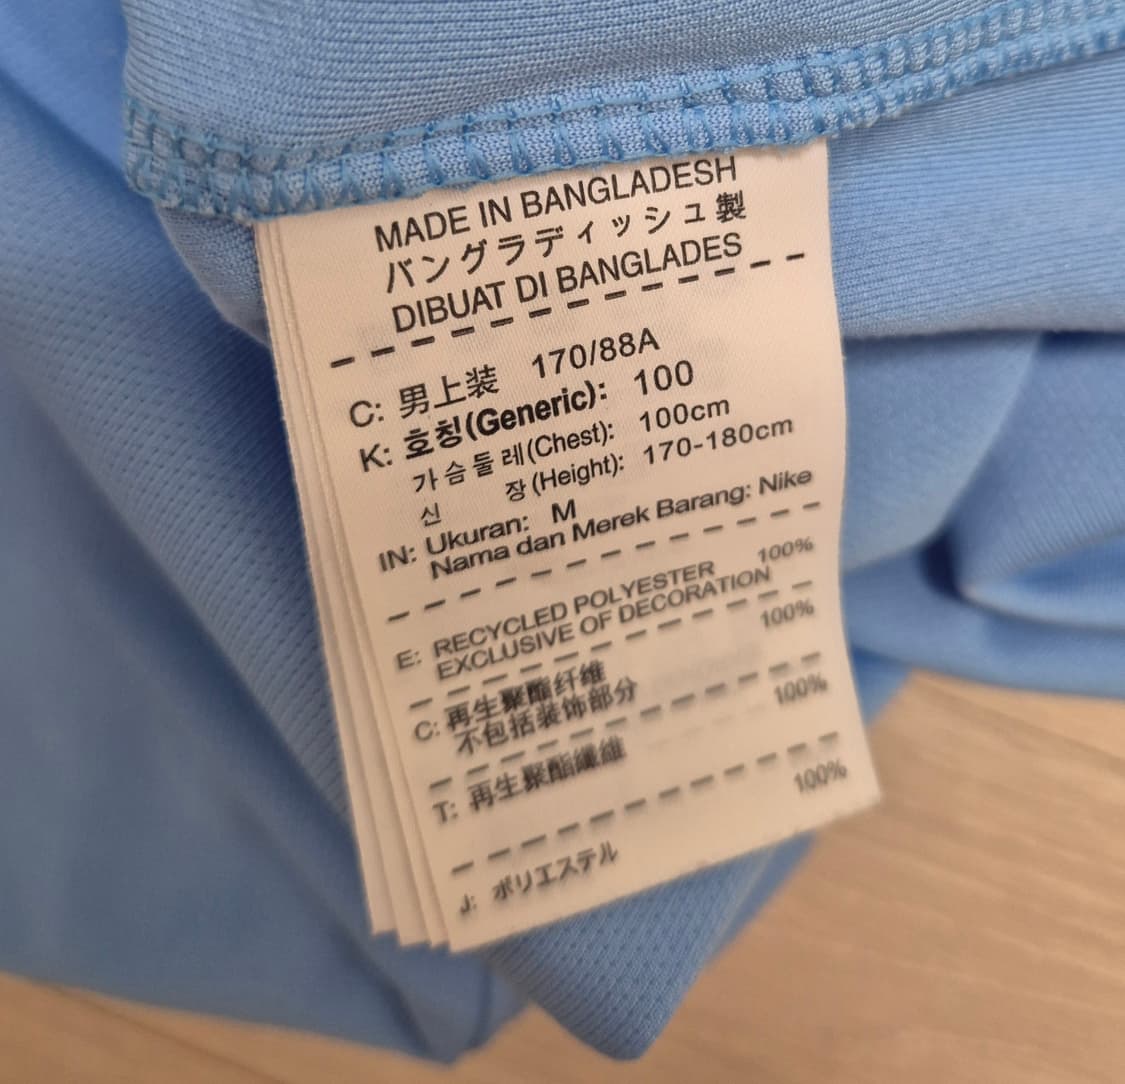 MADE IN BANGLADESH
バングラディッシュ製
DIBUAT DI BANGLADES
C: 男上装 170/88A
K: 호칭(Generic): 100
가슴둘레(Chest): 100cm
신 장(Height): 170-180cm
IN: Ukuran: M
Nama dan Merek Barang: Nike
E: RECYCLED POLYESTER 100%
EXCLUSIVE OF DECORATION
C: 再生聚酯纤维 100%
不包括装饰部分
T: 再生聚酯纖維 100%
J: ポリエステル 100%